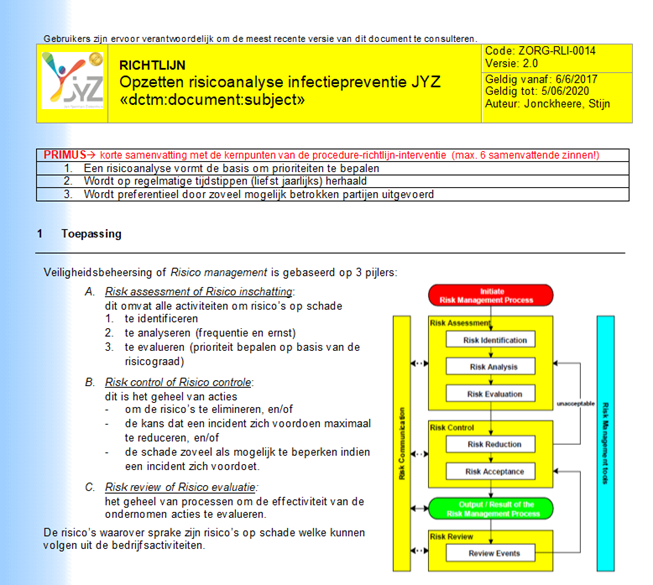 Gebruikers zijn ervoor verantwoordelijk om de meest recente versie van dit document te consulteren.
JYZ
RICHTLIJN
Opzetten risicoanalyse infectiepreventie JYZ
«dctm:document:subject»
Code: ZORG-RLI-0014
Versie: 2.0
Geldig vanaf: 6/6/2017
Geldig tot: 5/06/2020
Auteur: Jonckheere, Stijn
PRIMUS→ korte samenvatting met de kernpunten van de procedure-richtlijn-interventie (max. 6 samenvattende zinnen!)
1. Een risicoanalyse vormt de basis om prioriteiten te bepalen
2. Wordt op regelmatige tijdstippen (liefst jaarlijks) herhaald
3. Wordt preferentieel door zoveel mogelijk betrokken partijen uitgevoerd
1 Toepassing
Veiligheidsbeheersing of Risico management is gebaseerd op 3 pijlers:
A. Risk assessment of Risico inschatting:
dit omvat alle activiteiten om risico's op schade
1. te identificeren
2. te analyseren (frequentie en ernst)
3. te evalueren (prioriteit bepalen op basis van de
risicograad)
B. Risk control of Risico controle:
dit is het geheel van acties
- om de risico's te elimineren, en/of
- de kans dat een incident zich voordoen maximaal
te reduceren, en/of
- de schade zoveel als mogelijk te beperken indien
een incident zich voordoet.
C. Risk review of Risico evaluatie:
het geheel van processen om de effectiviteit van de
ondernomen acties te evalueren.
De risico's waarover sprake zijn risico's op schade welke kunnen
volgen uit de bedrijfsactiviteiten.
Initiate
Risk Management Process
Risk Assessment
Risk Identification
Risk Analysis
Risk Evaluation
unacceptable
Risk Control
Risk Reduction
Risk Acceptance
Output / Result of the
Risk Management Process
Risk Review
Review Events
Risk Communication
Risk Management tools